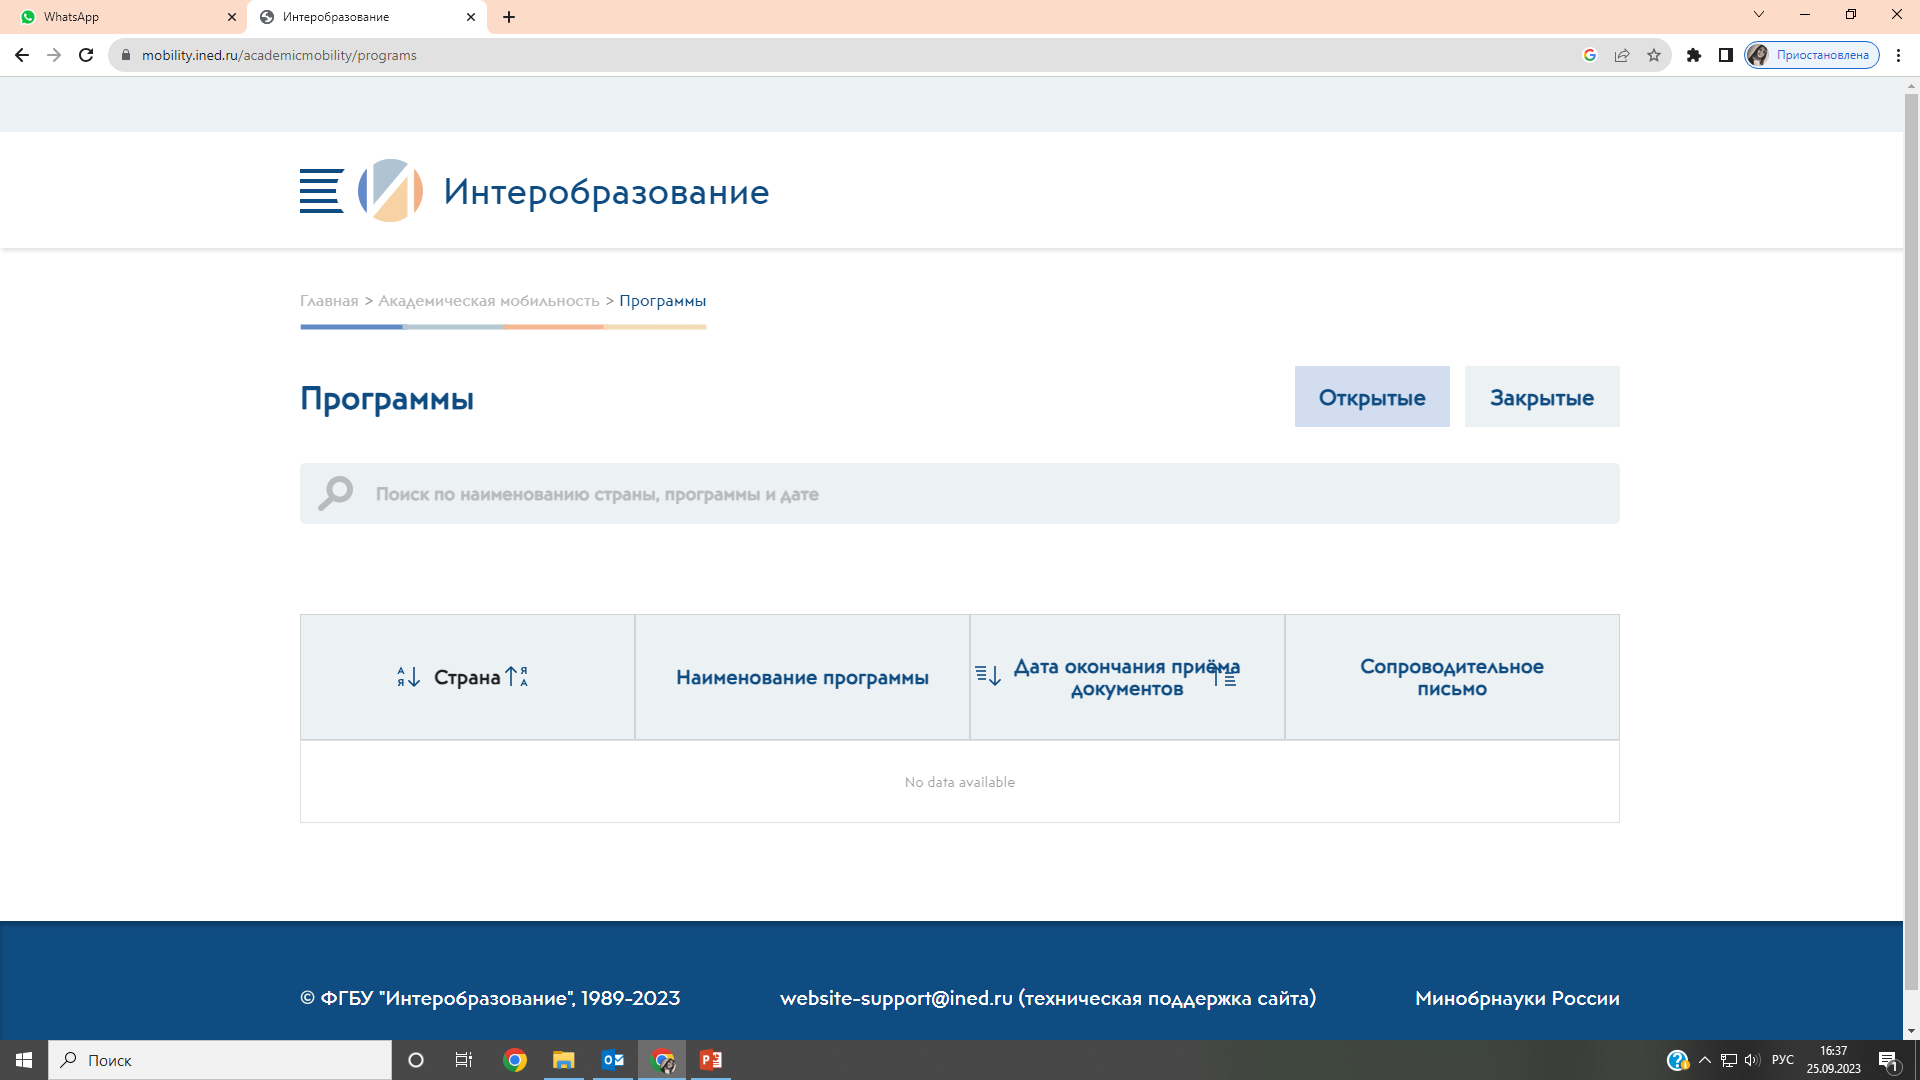 WhatsApp
Интеробразование
mobility.ined.ru/academicmobility/programs
Приостановлена
Интеробразование
Главная > Академическая мобильность > Программы
Программы
Открытые
Закрытые
Поиск по наименованию страны, программы и дате
А
Я
Страна
Я
А
Наименование программы
Дата окончания приёма
документов
Сопроводительное
письмо
No data available
© ФГБУ "Интеробразование", 1989-2023
website-support@ined.ru (техническая поддержка сайта)
Минобрнауки России
Поиск
РУС
16:37
25.09.2023
1